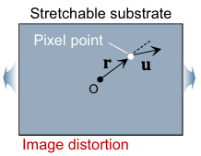 Stretchable substrate
Pixel point
r
u
O
Image distortion